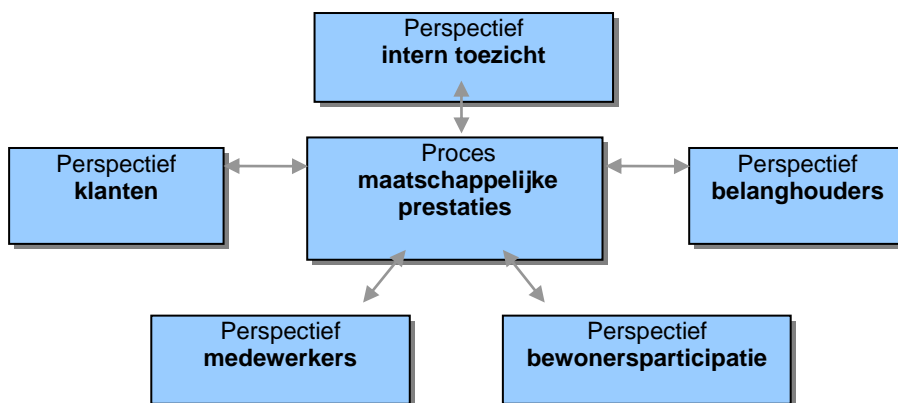 Perspectief
intern toezicht
Perspectief
klanten
Proces
maatschappelijke
prestaties
Perspectief
belanghouders
Perspectief
medewerkers
Perspectief
bewonersparticipatie